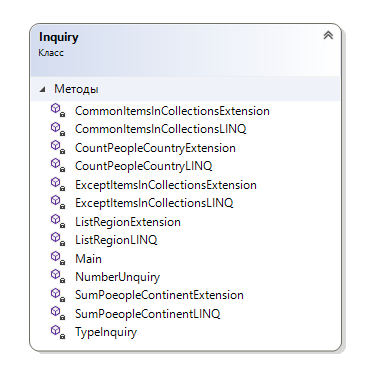 Inquiry
Класс
Методы
CommonItemsInCollectionsExtension
CommonItemsInCollectionsLINQ
CountPeopleCountryExtension
CountPeopleCountryLINQ
ExceptItemsInCollectionsExtension
ExceptItemsInCollectionsLINQ
ListRegionExtension
ListRegionLINQ
Main
NumberUnquiry
SumPoeopleContinentExtension
SumPoeopleContinentLINQ
TypeInquiry